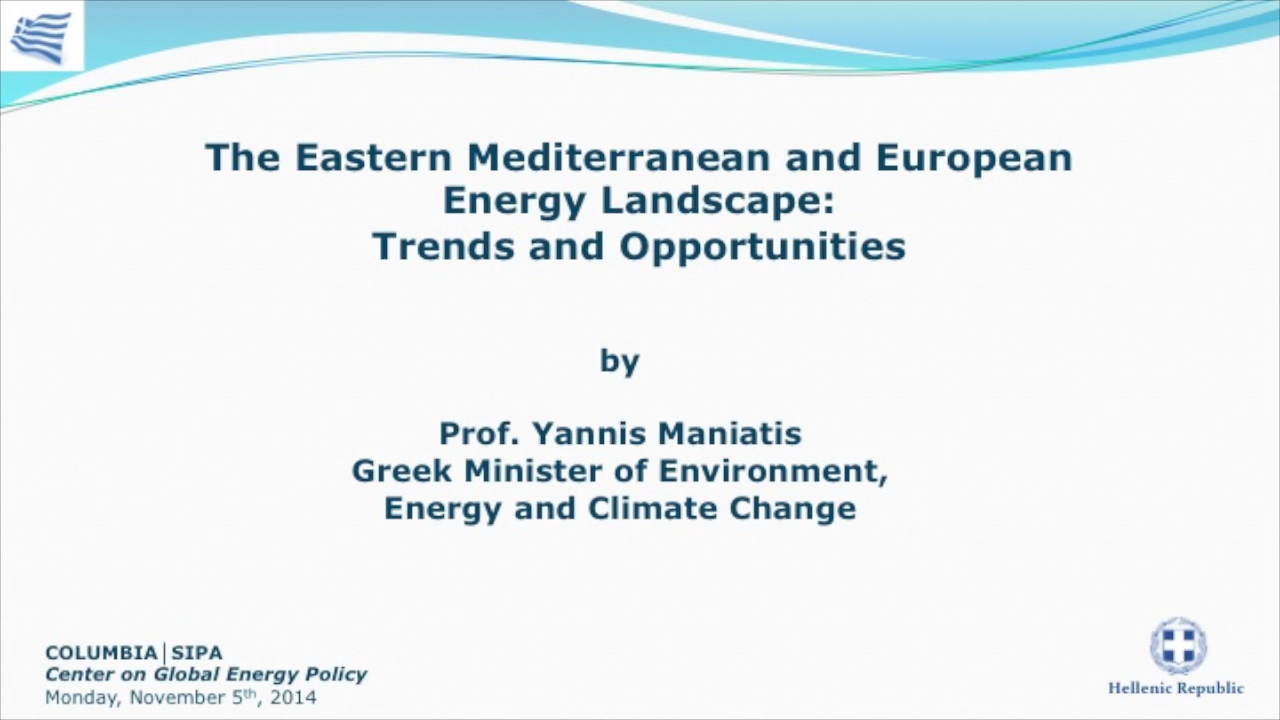 The Eastern Mediterranean and European
Energy Landscape:
Trends and Opportunities
by
Prof. Yannis Maniatis
Greek Minister of Environment,
Energy and Climate Change
COLUMBIA|SIPA
Center on Global Energy Policy
Monday, November 5th, 2014
Hellenic Republic